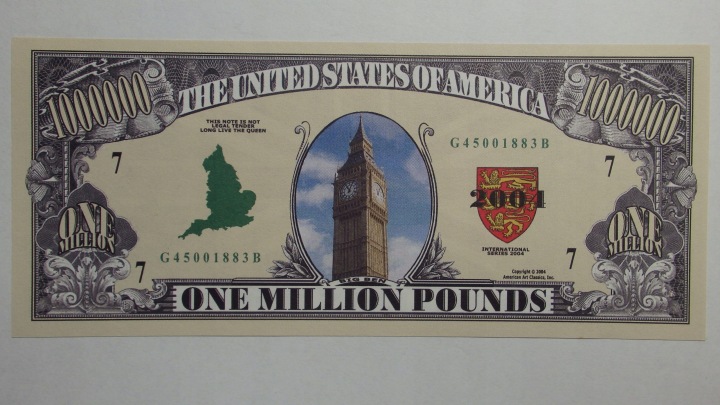 THE UNITED STATES OF AMERICA
1000000
1000000
THIS NOTE IS NOT
LEGAL TENDER
LONG LIVE THE QUEEN
G45001883B
7
7
2004
ONE
MILLION
ONE
MILLION
G45001883B
INTERNATIONAL
SERIES 2004
7
7
Copyright © 2004
American Art Classics, Inc.
BIG BEN
ONE MILLION POUNDS